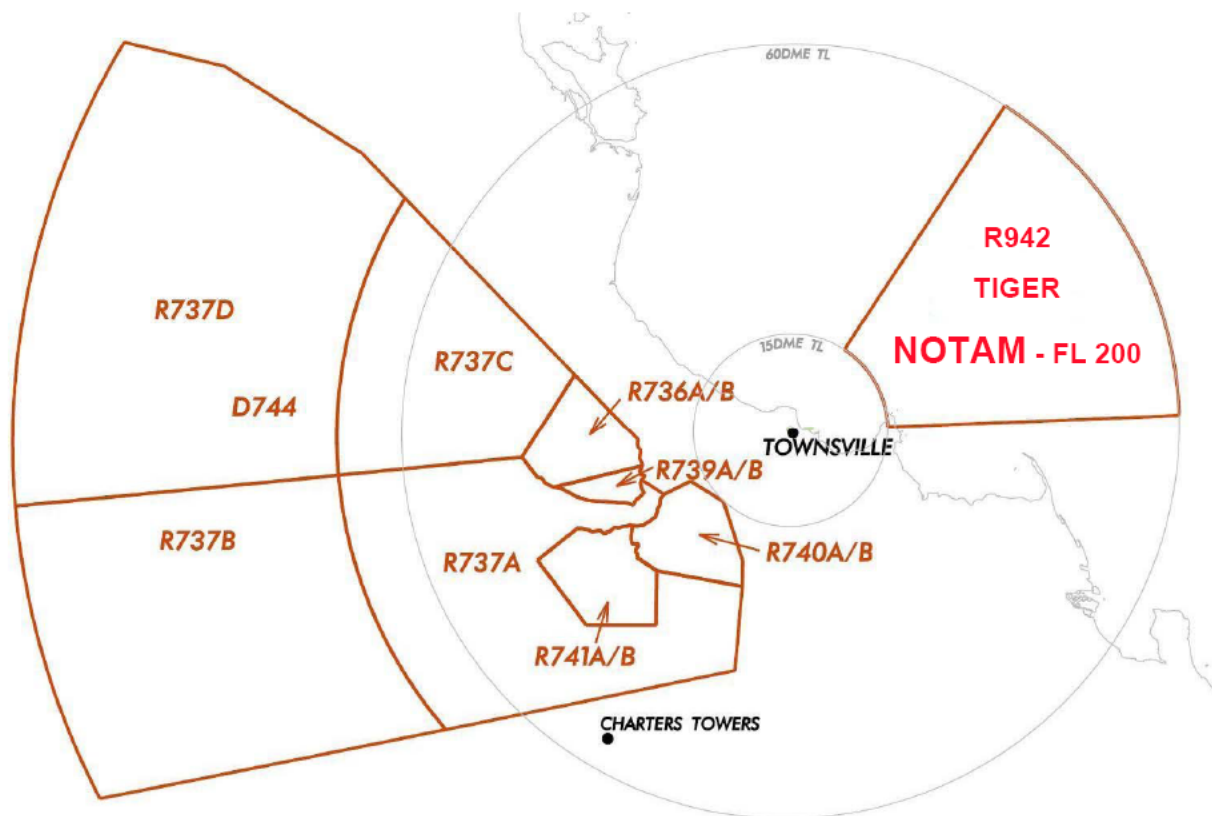 60DME TL
R942
TIGER
NOTAM - FL 200
R737D
15DME TL
R737C
R736A/B
D744
TOWNSVILLE
R739A/B
R737B
R740A/B
R737A
R741A/B
CHARTERS TOWERS